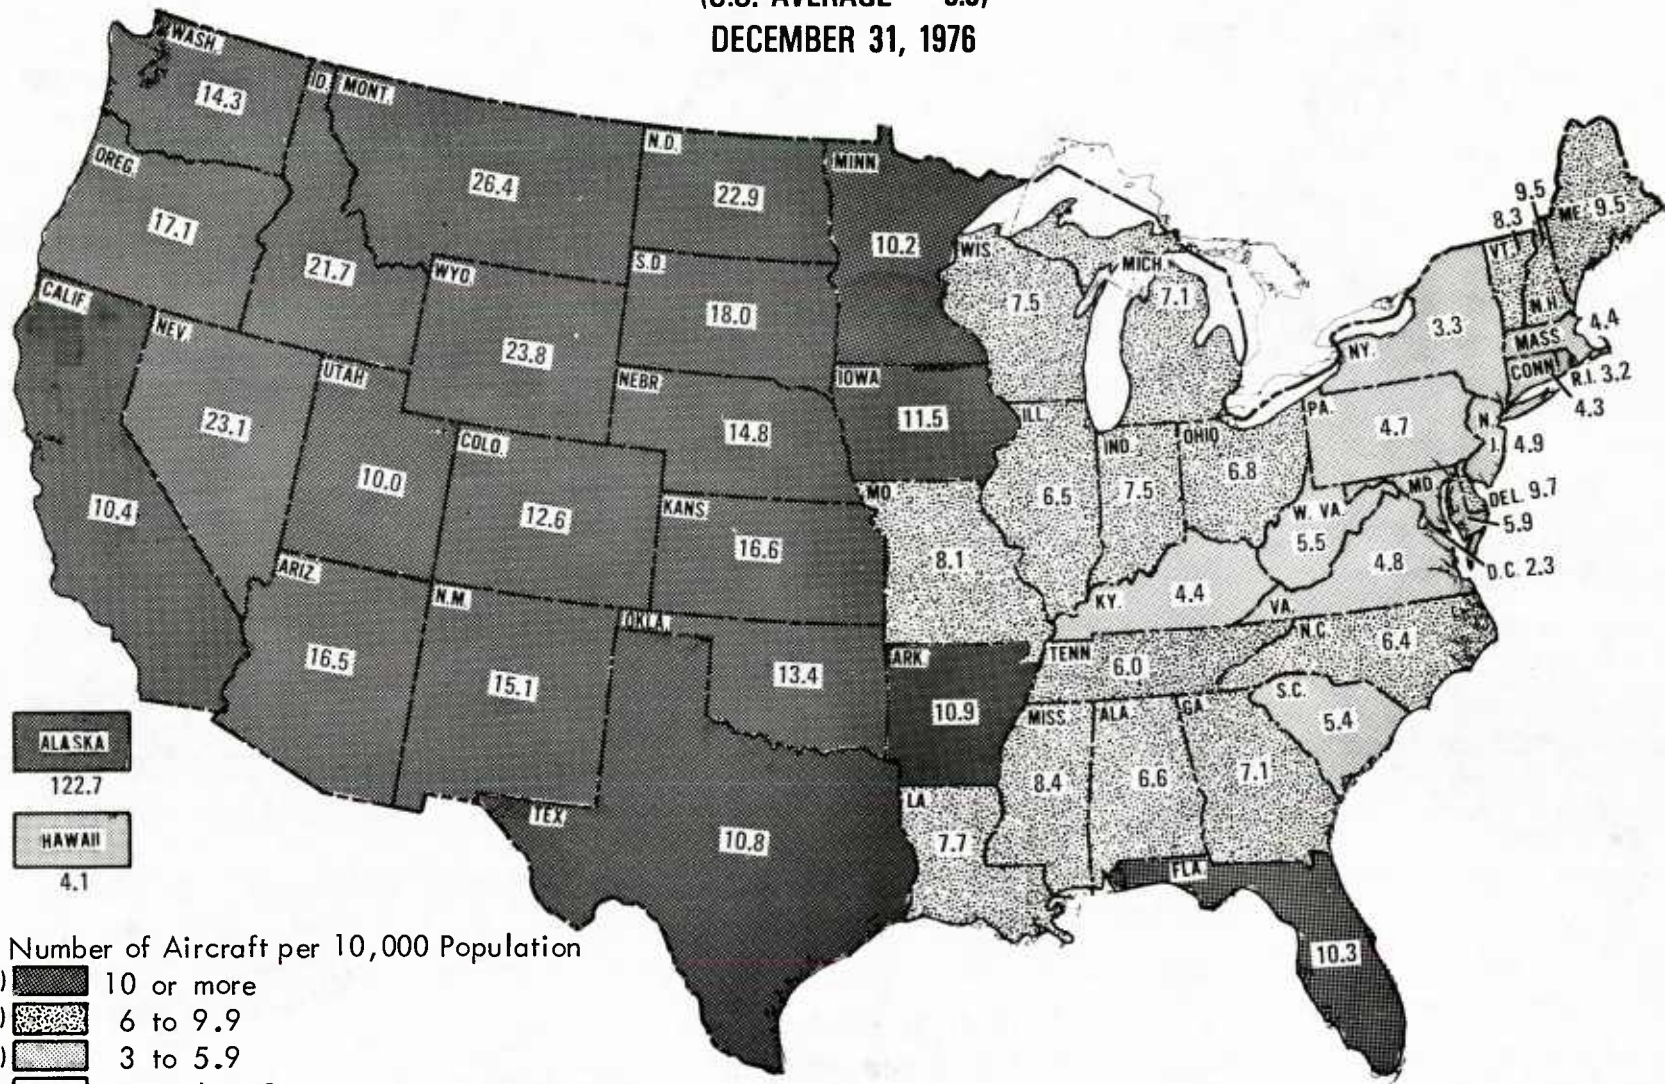 DECEMBER 31, 1976
WASH.
14.3
ID.
MONT.
26.4
N.D.
22.9
MINN
10.2
OREG.
17.1
21.7
WYO.
23.8
S.D.
18.0
WIS.
7.5
MICH.
7.1
9.5
8.3
ME. 9.5
VT.
N.H.
4.4
MASS
CONN
R.I. 3.2
4.3
NY.
3.3
CALIF.
10.4
NEV.
23.1
UTAH
10.0
COLO.
12.6
NEBR
14.8
IOWA
11.5
ILL
6.5
IND.
7.5
OHIO
6.8
PA.
4.7
N.
J. 4.9
MD
DEL. 9.7
5.9
D.C. 2.3
W. VA.
5.5
VA.
4.8
KANS
16.6
MO.
8.1
KY.
4.4
ARIZ.
16.5
N.M.
15.1
OKLA.
13.4
ARK.
10.9
TENN
6.0
N.C.
6.4
S.C.
5.4
MISS.
8.4
ALA.
6.6
GA.
7.1
ALASKA
122.7
HAWAII
4.1
TEX
10.8
LA
7.7
FLA.
10.3
Number of Aircraft per 10,000 Population
10 or more
6 to 9.9
3 to 5.9